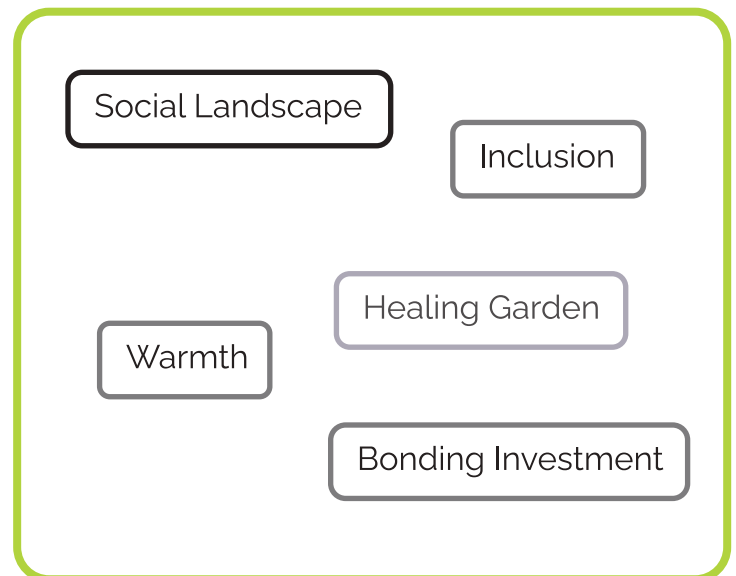 Social Landscape
Inclusion
Healing Garden
Warmth
Bonding Investment